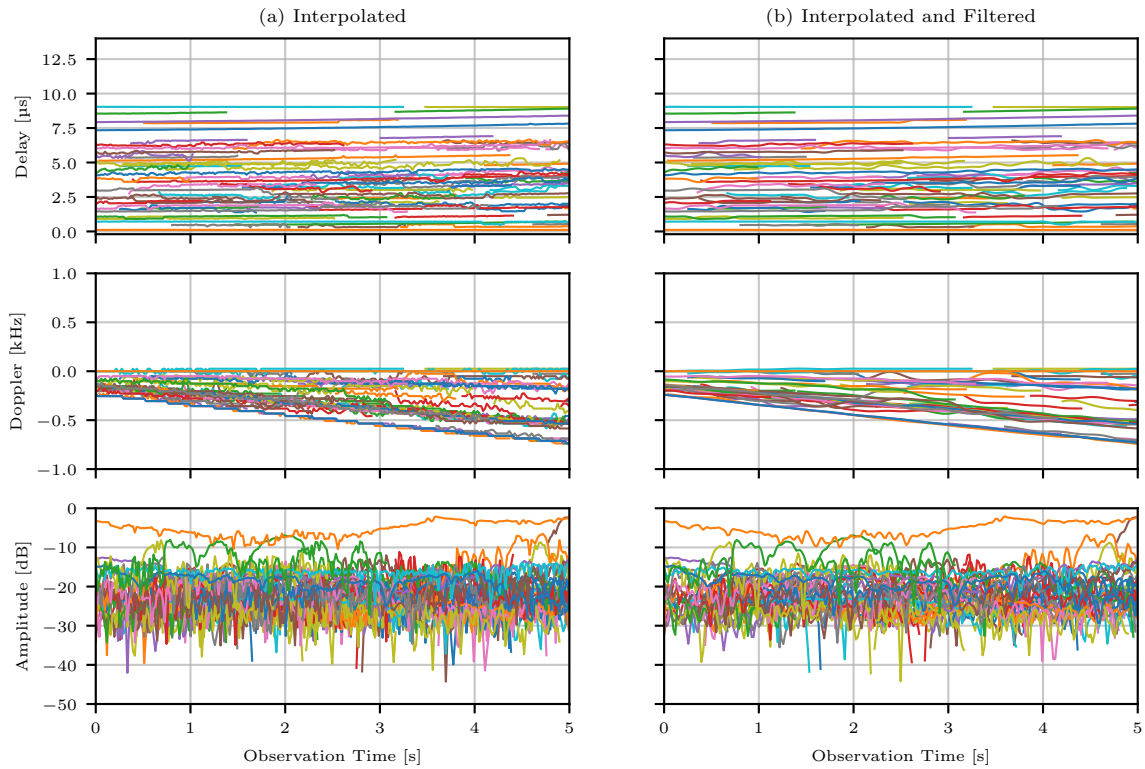 (a) Interpolated
(b) Interpolated and Filtered
Delay [µs]
12.5
10.0
7.5
5.0
2.5
0.0
Doppler [kHz]
1.0
0.5
0.0
−0.5
−1.0
Amplitude [dB]
0
−10
−20
−30
−40
−50
0 1 2 3 4 5
0 1 2 3 4 5
Observation Time [s]
Observation Time [s]